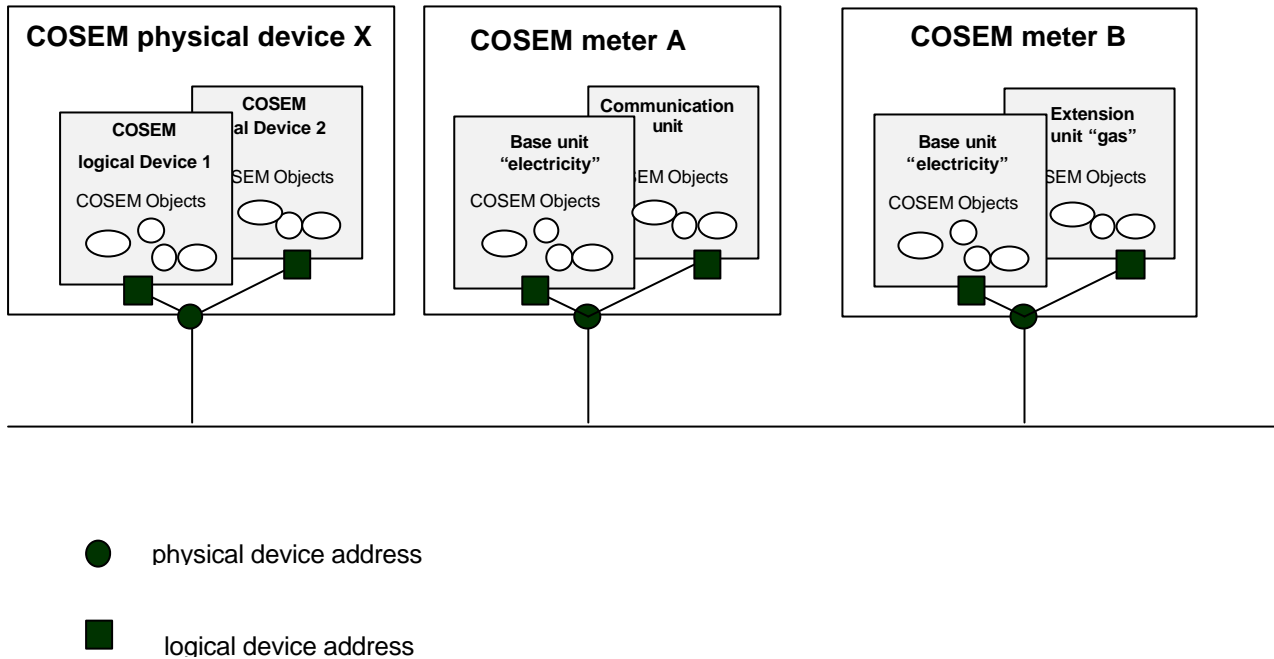 COSEM physical device X
COSEM
al Device 2
SEM Objects
COSEM
logical Device 1
COSEM Objects
COSEM meter A
Communication
unit
EM Objects
Base unit
“electricity”
COSEM Objects
COSEM meter B
Extension
unit “gas”
SEM Objects
Base unit
“electricity”
COSEM Objects
physical device address
logical device address